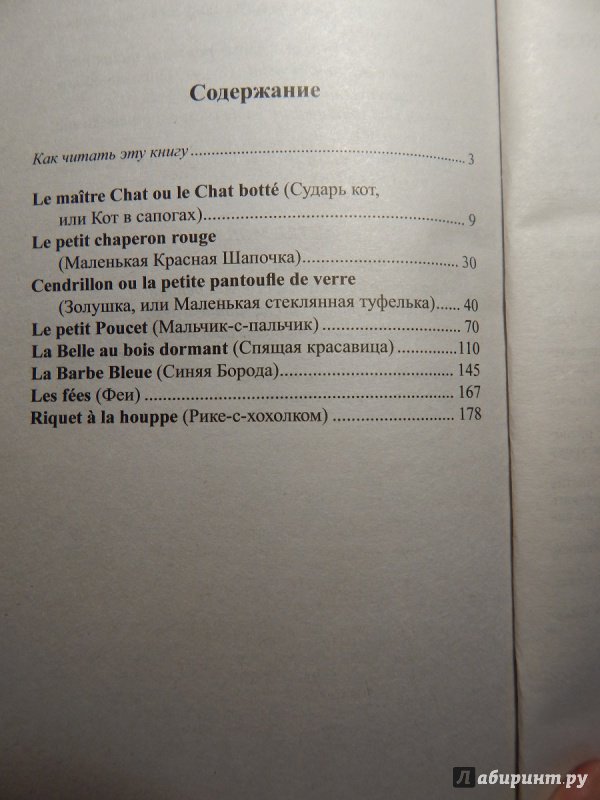 Содержание
Как читать эту книгу ........ 3
Le maître Chat ou le Chat botté (Сударь кот,
или Кот в сапогах) ........ 9
Le petit chaperon rouge
(Маленькая Красная Шапочка) ........ 30
Cendrillon ou la petite pantoufle de verre
(Золушка, или Маленькая стеклянная туфелька) ..... 40
Le petit Poucet (Мальчик-с-пальчик) ........ 70
La Belle au bois dormant (Спящая красавица) ........ 110
La Barbe Bleue (Синяя Борода) ........ 145
Les fées (Феи) ........ 167
Riquet à la houppe (Рике-с-хохолком) ........ 178
Лабиринт.ру